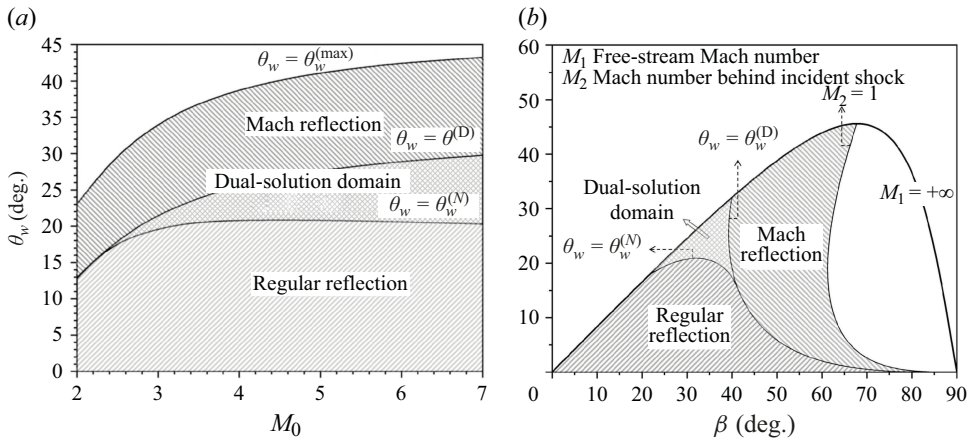 (a)
45
40
35
30
25
20
15
10
5
0
θw (deg.)
θw = θw(max)
Mach reflection
θw = θ(D)
Dual-solution domain
θw = θw(N)
Regular reflection
2 3 4 5 6 7
M0
(b)
60
50
40
30
20
10
M1 Free-stream Mach number
M2 Mach number behind incident shock
M2 = 1
θw = θw(D)
Dual-solution
domain
M1 = +∞
θw = θw(N)
Mach
reflection
Regular
reflection
0 10 20 30 40 50 60 70 80 90
β (deg.)